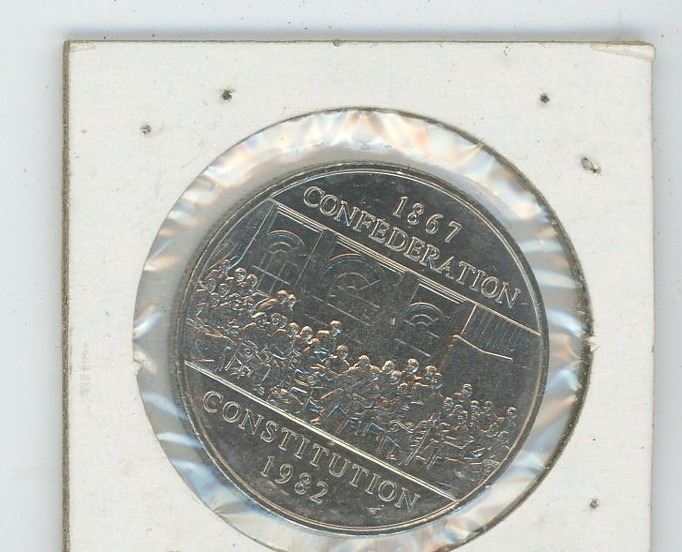 1867
CONFEDERATION
CONSTITUTION
1982